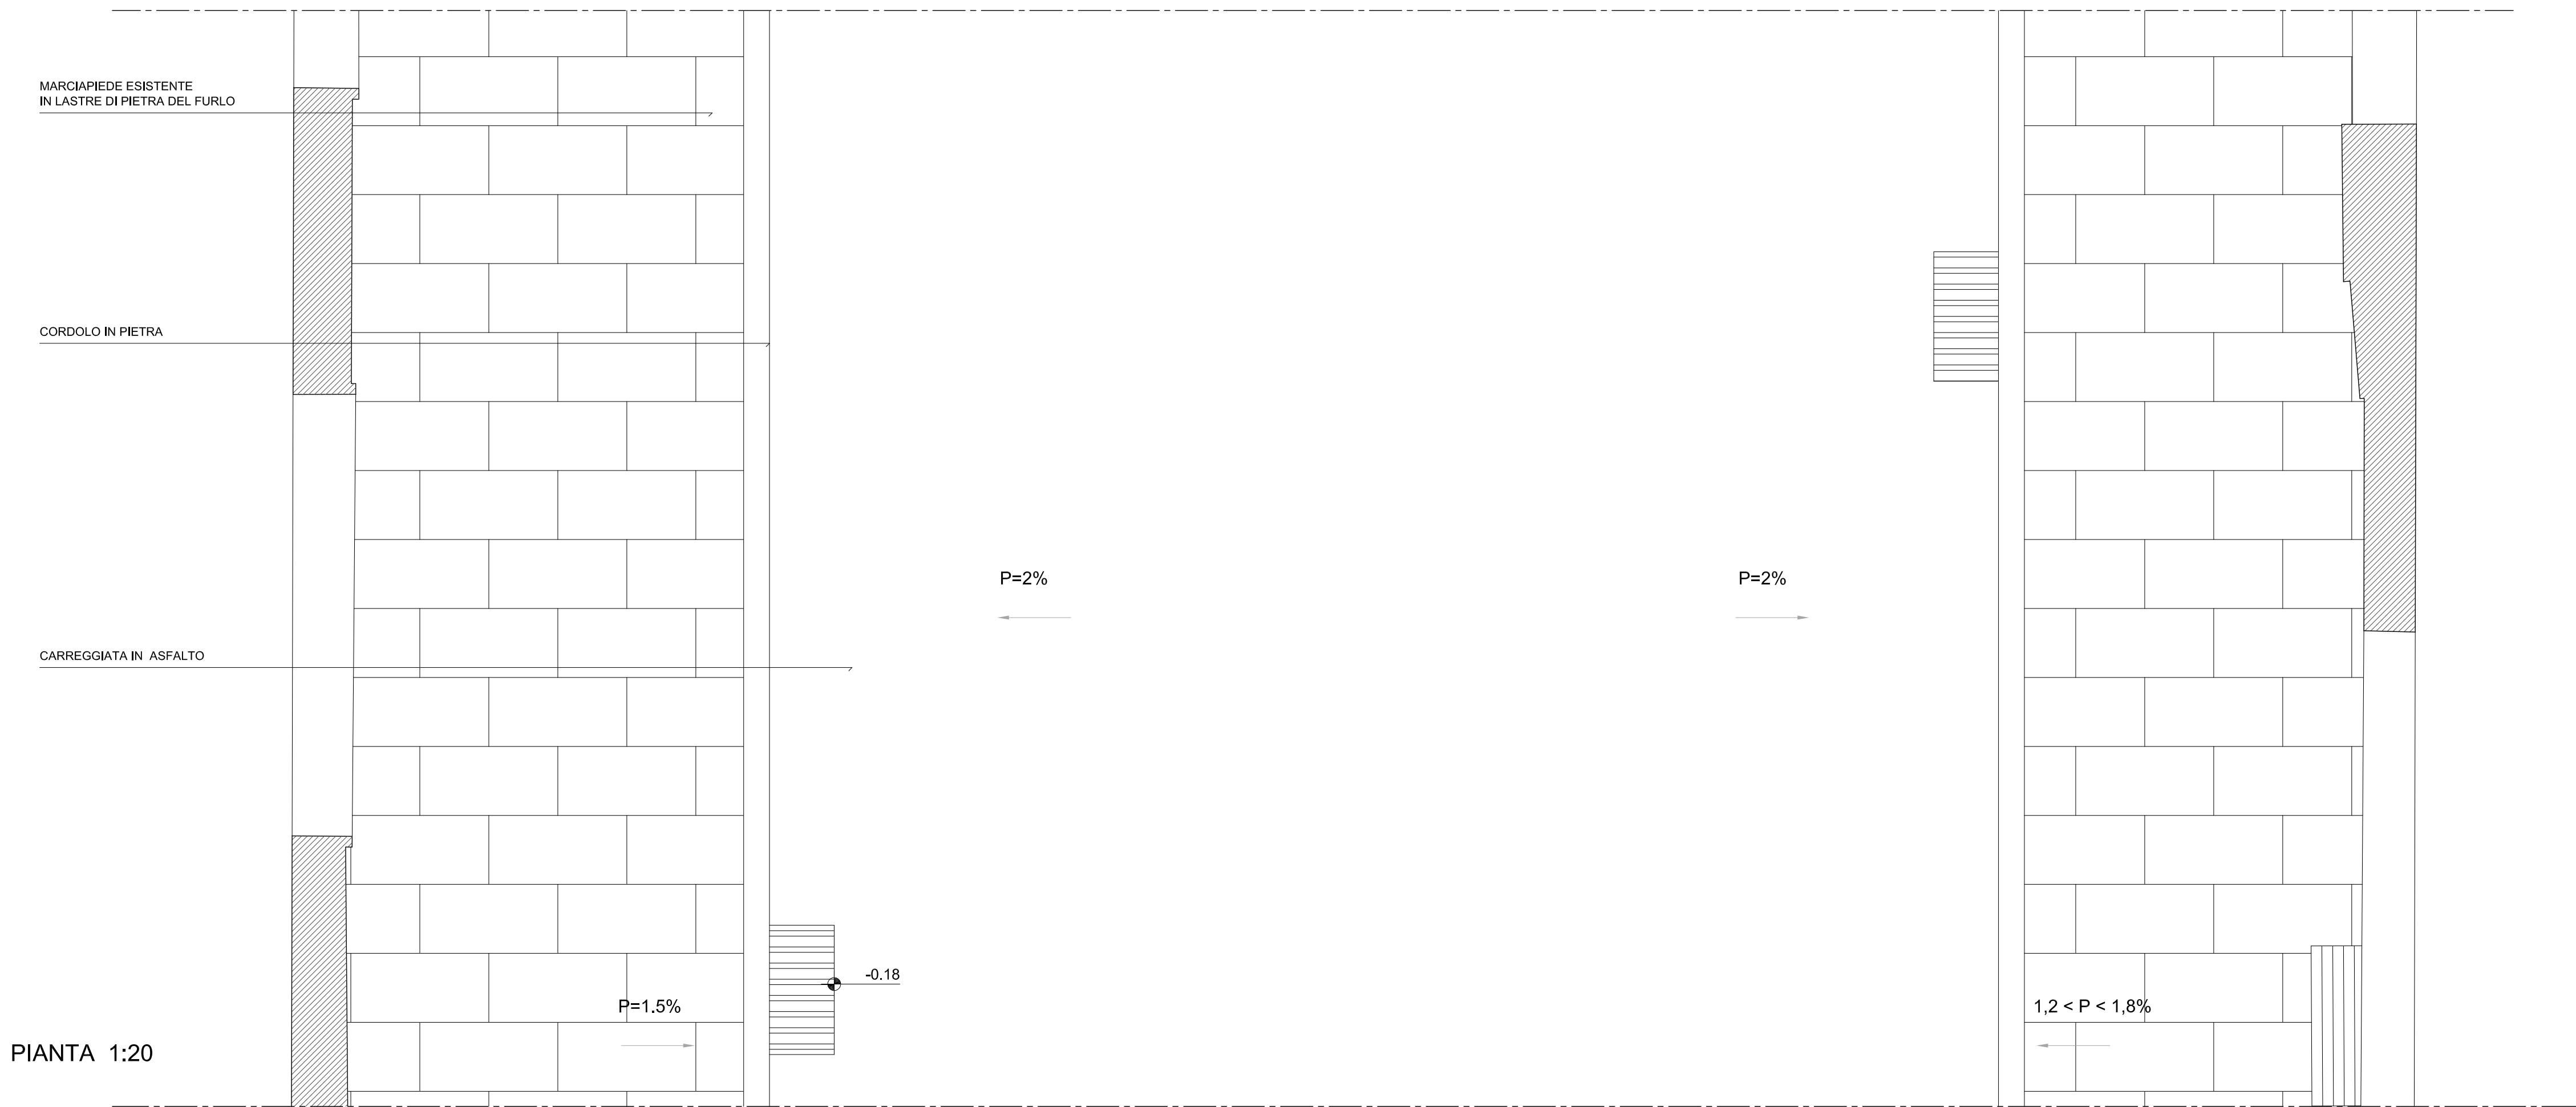 MARCIAPIEDE ESISTENTE
IN LASTRE DI PIETRA DEL FURLO
CORDOLO IN PIETRA
P=2%
P=2%
CARREGGIATA IN ASFALTO
-0.18
P=1.5%
1,2 < P < 1,8%
PIANTA 1:20